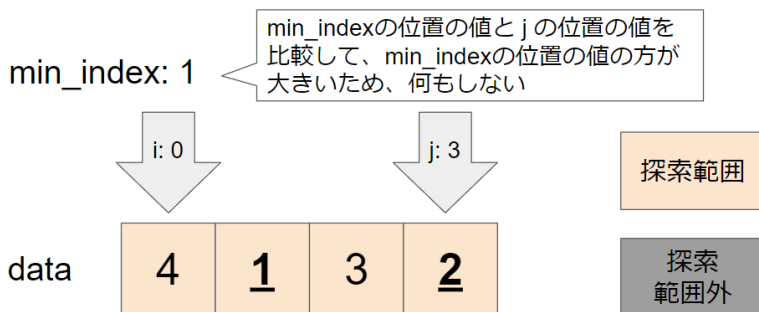 min_indexの位置の値と j の位置の値を
比較して、min_indexの位置の値の方が
大きいため、何もしない
min_index: 1
i: 0
j: 3
探索範囲
data
4
1
3
2
探索
範囲外